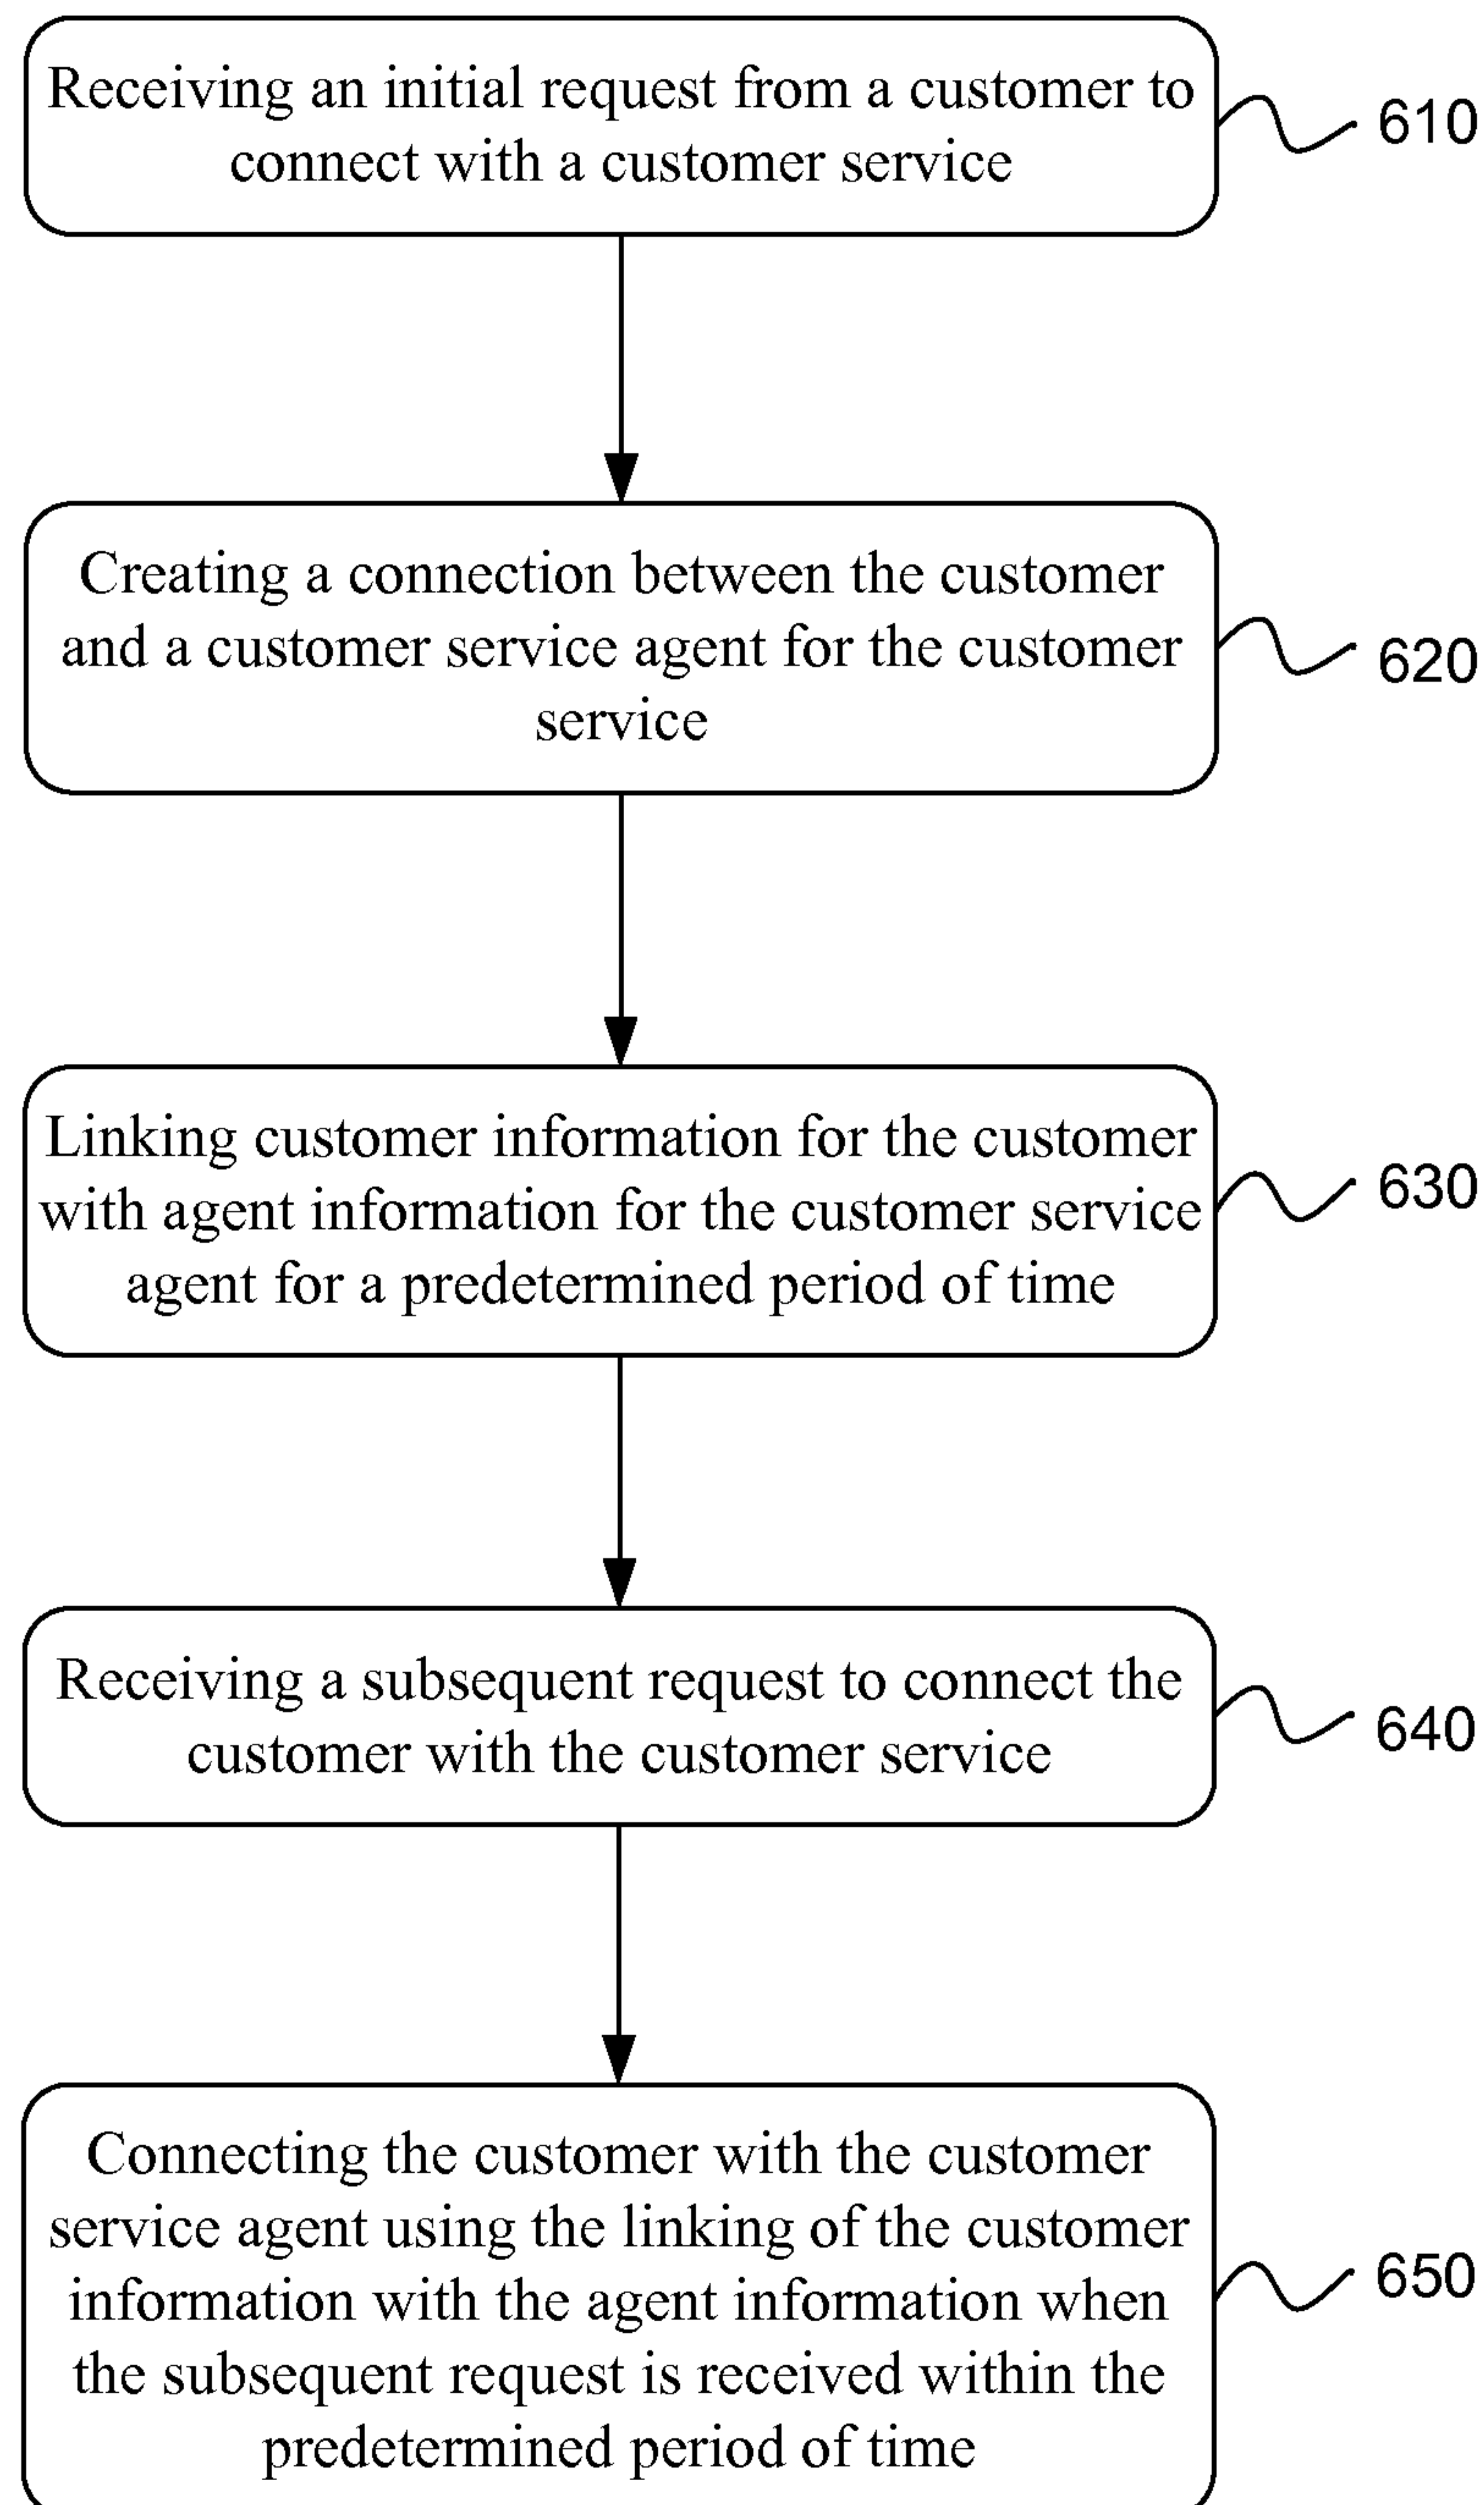 Receiving an initial request from a customer to
connect with a customer service
610
Creating a connection between the customer
and a customer service agent for the customer
service
620
Linking customer information for the customer
with agent information for the customer service
agent for a predetermined period of time
630
Receiving a subsequent request to connect the
customer with the customer service
640
Connecting the customer with the customer
service agent using the linking of the customer
information with the agent information when
the subsequent request is received within the
predetermined period of time
650